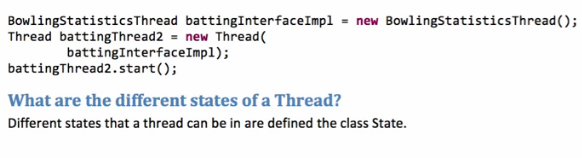 BowlingStatisticsThread battingInterfaceImpl = new BowlingStatisticsThread();
Thread battingThread2 = new Thread(
battingInterfaceImpl);
battingThread2.start();
What are the different states of a Thread?
Different states that a thread can be in are defined the class State.